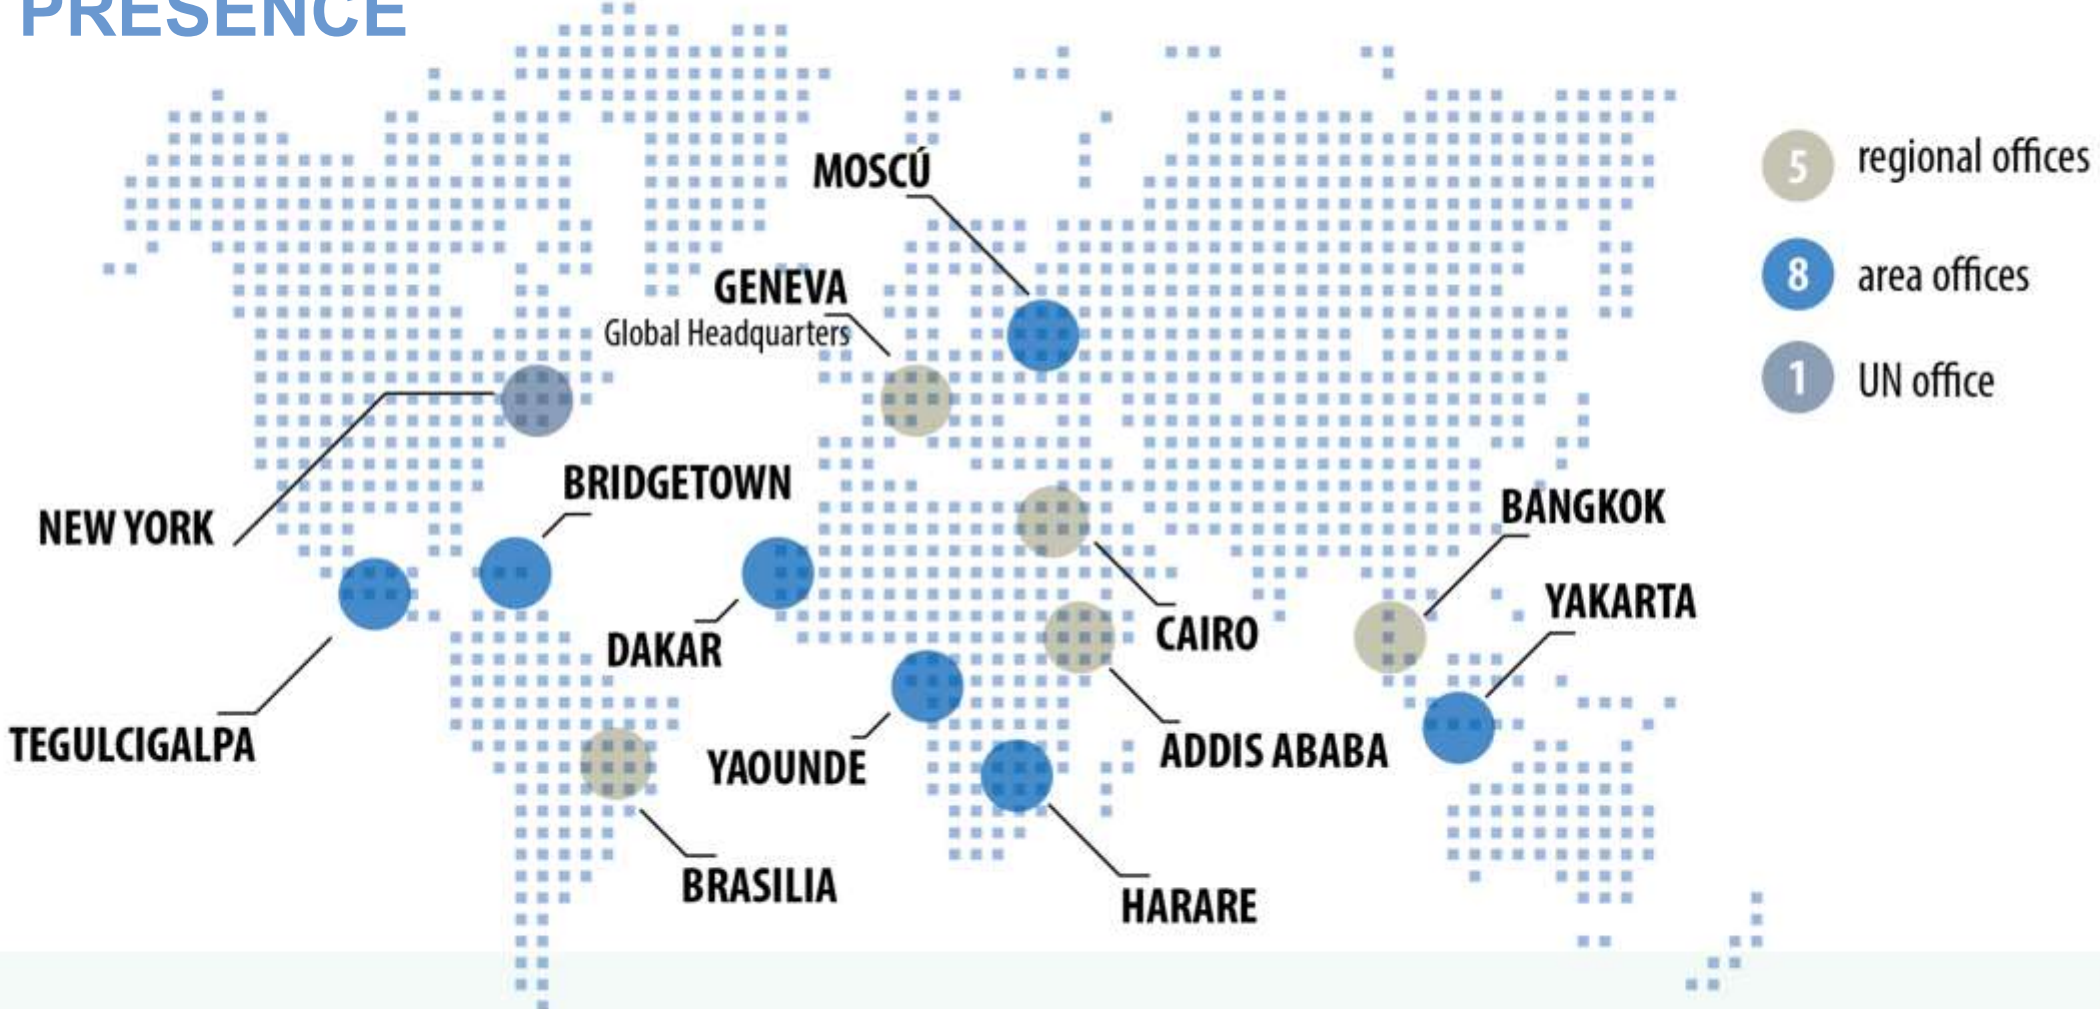 PRESENCE
MOSCÚ
GENEVA
Global Headquarters
NEW YORK
BRIDGETOWN
TEGULCIGALPA
DAKAR
YAOUNDE
BRASILIA
CAIRO
ADDIS ABABA
HARARE
BANGKOK
YAKARTA
5 regional offices
8 area offices
1 UN office